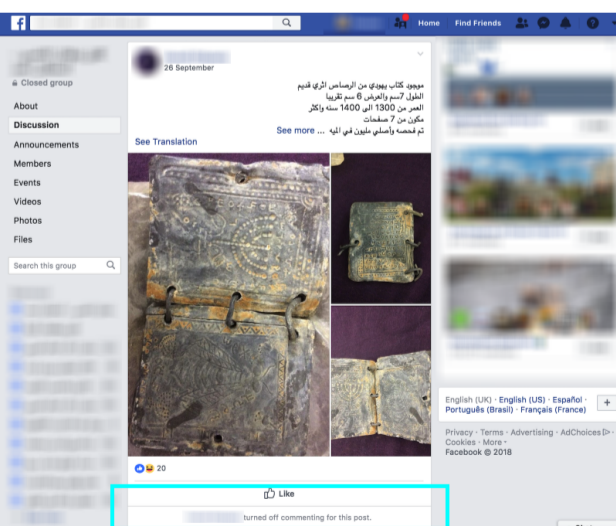 f
Home
Find Friends
Closed group
About
Discussion
Announcements
Members
Events
Videos
Photos
Files
Search this group
26 September
موجود كتاب يهودي من الرصاص اثري قديم
الطول 7سم والعرض 6 سم تقريبا
العمر من 1300 الى 1400 سنه واكثر
مكون من 7 صفحات
تم فحصه وأصلي مليون في الميه ... See more
See Translation
20
Like
turned off commenting for this post.
English (UK) · English (US) · Español ·
Português (Brasil) · Français (France)
Privacy · Terms · Advertising · AdChoices
Cookies · More
Facebook © 2018